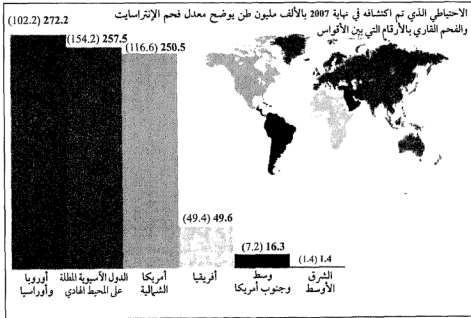 الاحتياطي الذي تم اكتشافه في نهاية 2007 بالألف مليون طن يوضح معدل فحم الإنتراسايت
والفحم القاري بالأرقام التي بين الأقواس
(102.2) 272.2
(154.2) 257.5
(116.6) 250.5
(49.4) 49.6
(7.2) 16.3
(1.4) 1.4
أوروبا
وأوراسيا
الدول الآسيوية المطلة
على المحيط الهادي
أمريكا
الشمالية
أفريقيا
وسط
وجنوب أمريكا
الشرق
الأوسط